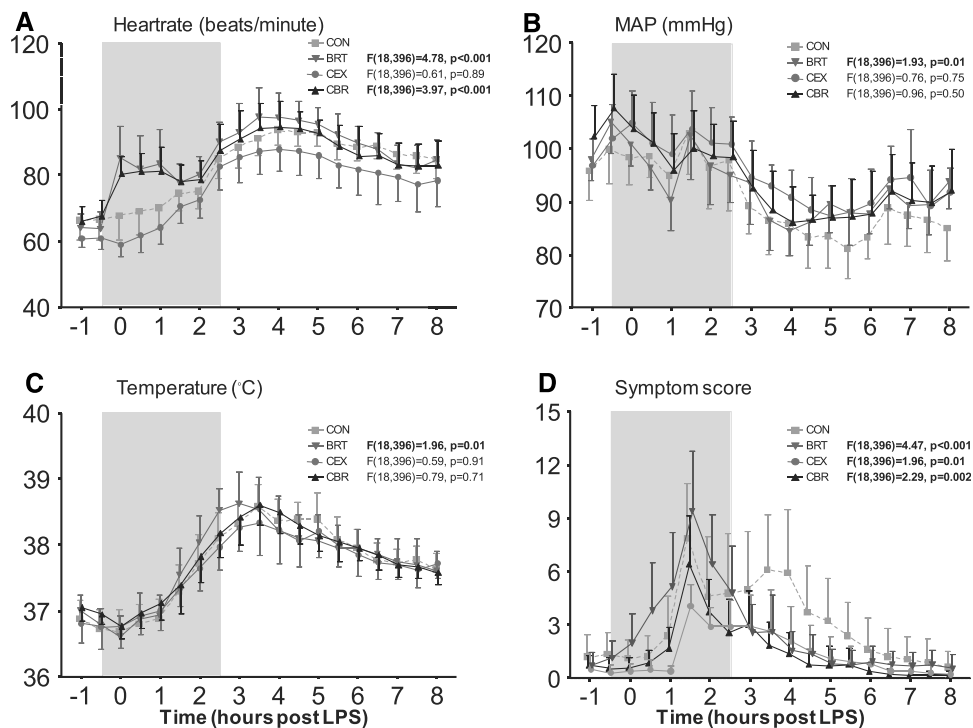 A Heartrate (beats/minute)
120
100
80
60
40
CON
BRT F(18,396)=4.78, p<0.001
CEX F(18,396)=0.61, p=0.89
CBR F(18,396)=3.97, p<0.001
-1 0 1 2 3 4 5 6 7 8
B MAP (mmHg)
120
110
100
90
80
70
CON
BRT F(18,396)=1.93, p=0.01
CEX F(18,396)=0.76, p=0.75
CBR F(18,396)=0.96, p=0.50
-1 0 1 2 3 4 5 6 7 8
C Temperature (°C)
40
39
38
37
36
CON
BRT F(18,396)=1.96, p=0.01
CEX F(18,396)=0.59, p=0.91
CBR F(18,396)=0.79, p=0.71
-1 0 1 2 3 4 5 6 7 8
Time (hours post LPS)
D Symptom score
15
12
9
6
3
0
CON
BRT F(18,396)=4.47, p<0.001
CEX F(18,396)=1.96, p=0.01
CBR F(18,396)=2.29, p=0.002
-1 0 1 2 3 4 5 6 7 8
Time (hours post LPS)